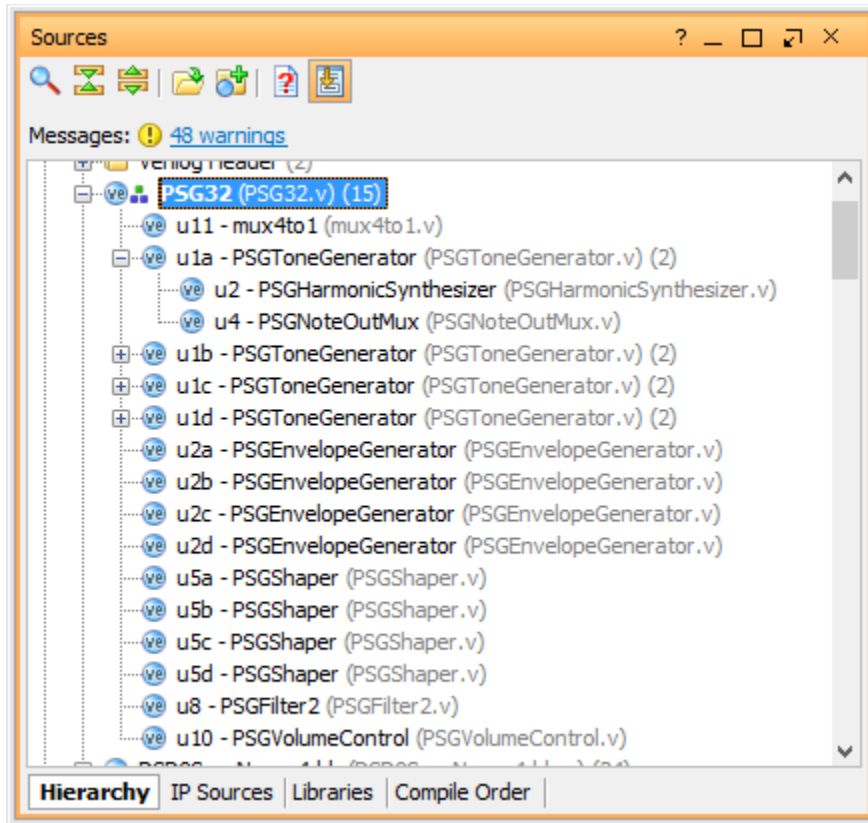 Sources
Messages: 48 warnings
Verilog Header (2)
PSG32 (PSG32.v) (15)
u11 - mux4to1 (mux4to1.v)
u1a - PSGToneGenerator (PSGToneGenerator.v) (2)
u2 - PSGHarmonicSynthesizer (PSGHarmonicSynthesizer.v)
u4 - PSGNoteOutMux (PSGNoteOutMux.v)
u1b - PSGToneGenerator (PSGToneGenerator.v) (2)
u1c - PSGToneGenerator (PSGToneGenerator.v) (2)
u1d - PSGToneGenerator (PSGToneGenerator.v) (2)
u2a - PSGEnvelopeGenerator (PSGEnvelopeGenerator.v)
u2b - PSGEnvelopeGenerator (PSGEnvelopeGenerator.v)
u2c - PSGEnvelopeGenerator (PSGEnvelopeGenerator.v)
u2d - PSGEnvelopeGenerator (PSGEnvelopeGenerator.v)
u5a - PSGShaper (PSGShaper.v)
u5b - PSGShaper (PSGShaper.v)
u5c - PSGShaper (PSGShaper.v)
u5d - PSGShaper (PSGShaper.v)
u8 - PSGFilter2 (PSGFilter2.v)
u10 - PSGVolumeControl (PSGVolumeControl.v)
Hierarchy IP Sources Libraries Compile Order